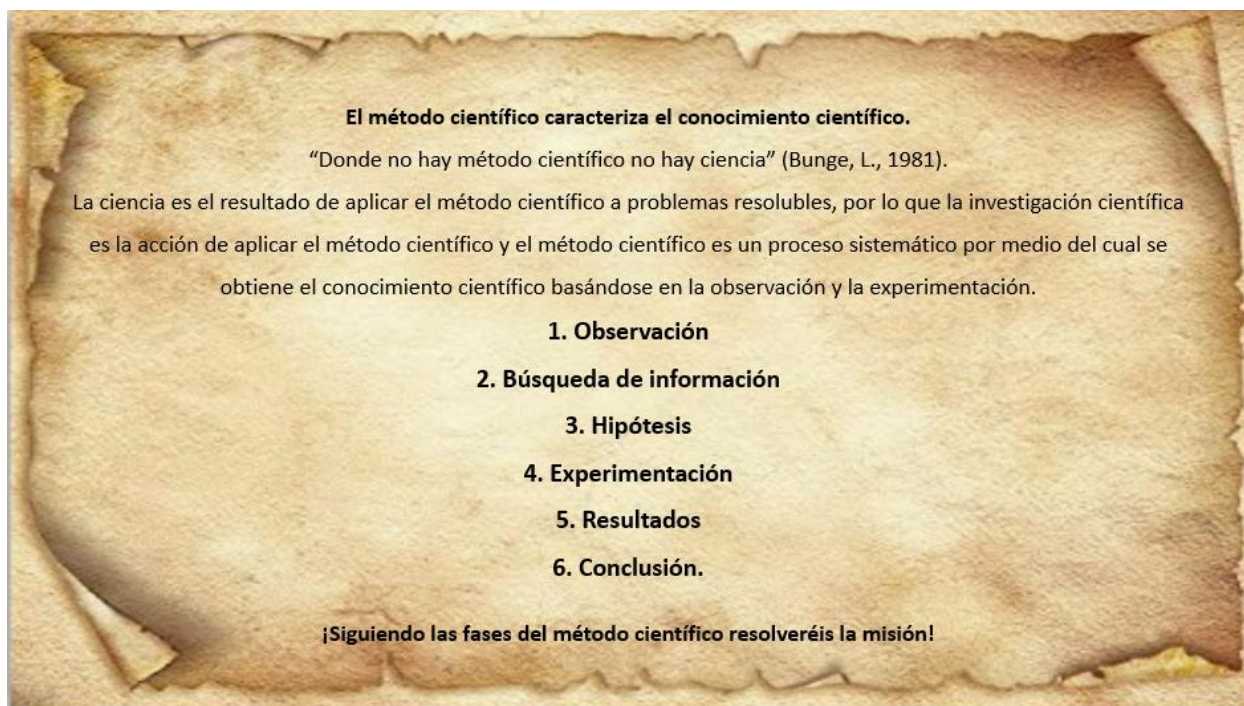 El método científico caracteriza el conocimiento científico.
“Donde no hay método científico no hay ciencia” (Bunge, L., 1981).
La ciencia es el resultado de aplicar el método científico a problemas resolubles, por lo que la investigación científica
es la acción de aplicar el método científico y el método científico es un proceso sistemático por medio del cual se
obtiene el conocimiento científico basándose en la observación y la experimentación.
1. Observación
2. Búsqueda de información
3. Hipótesis
4. Experimentación
5. Resultados
6. Conclusión.
¡Siguiendo las fases del método científico resolveréis la misión!